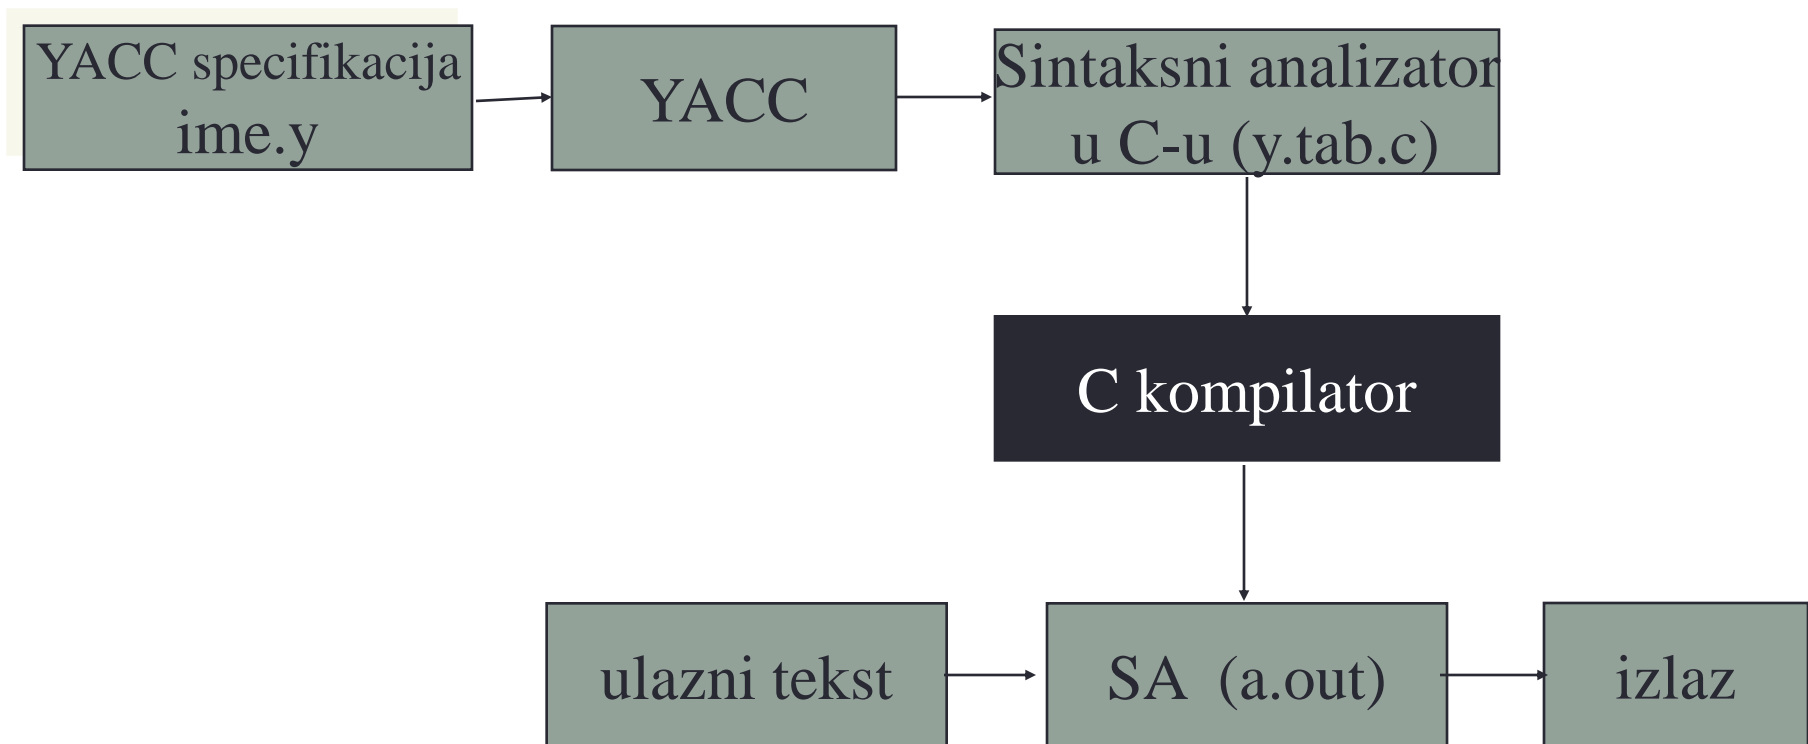 YACC specifikacija
ime.y
YACC
Sintaksni analizator
u C-u (y.tab.c)
C kompilator
ulazni tekst
SA (a.out)
izlaz